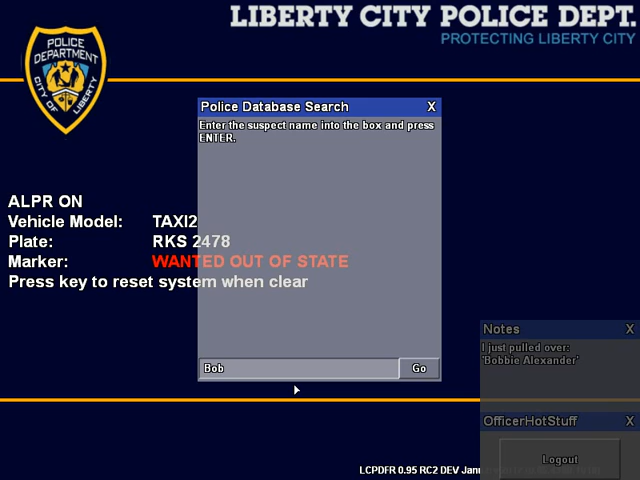 LIBERTY CITY POLICE DEPT.
PROTECTING LIBERTY CITY
POLICE
DEPARTMENT
CITY OF LIBERTY
Police Database Search X
Enter the suspect name into the box and press
ENTER.
ALPR ON
Vehicle Model: TAXI2
Plate: RKS 2478
Marker: WANTED OUT OF STATE
Press key to reset system when clear
Bob Go
Notes X
I just pulled over:
'Bobbie Alexander'
OfficerHotStuff X
Logout
LCPDFR 0.95 RC2 DEV